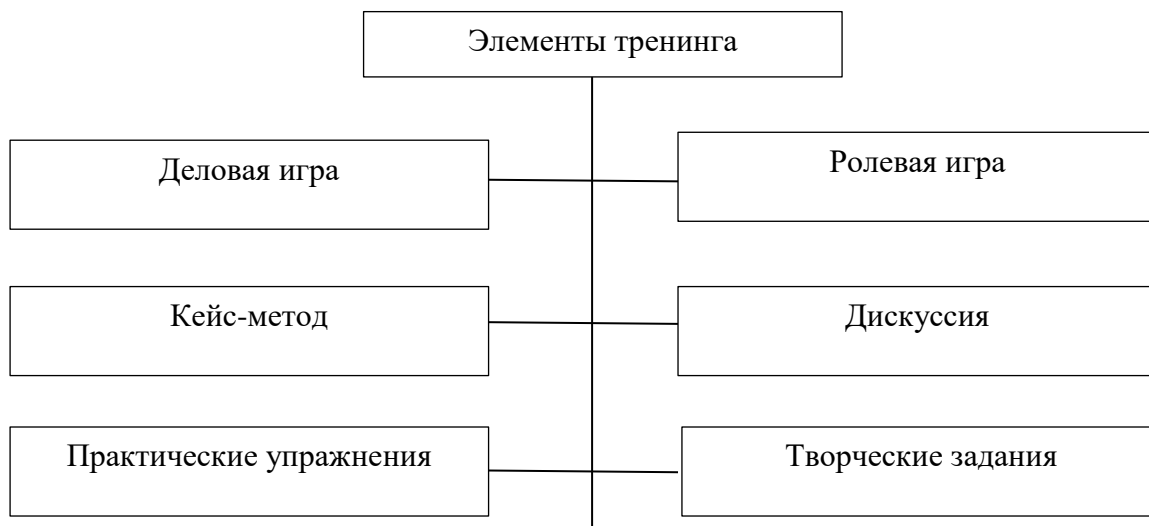 Элементы тренинга
Деловая игра
Ролевая игра
Кейс-метод
Дискуссия
Практические упражнения
Творческие задания